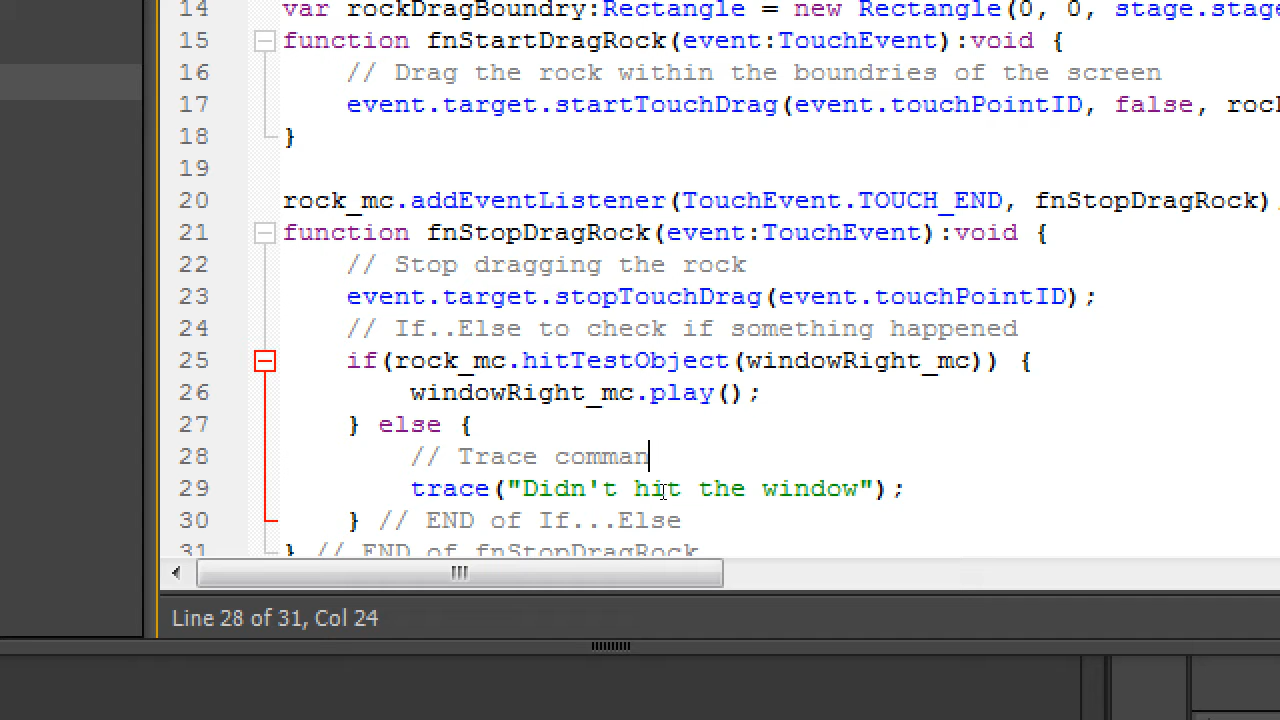 14 var rockDragBoundry:Rectangle = new Rectangle(0, 0, stage.stage
15 function fnStartDragRock(event:TouchEvent):void {
16 // Drag the rock within the boundries of the screen
17 event.target.startTouchDrag(event.touchPointID, false, rock
18 }
19
20 rock_mc.addEventListener(TouchEvent.TOUCH_END, fnStopDragRock);
21 function fnStopDragRock(event:TouchEvent):void {
22 // Stop dragging the rock
23 event.target.stopTouchDrag(event.touchPointID);
24 // If..Else to check if something happened
25 if(rock_mc.hitTestObject(windowRight_mc)) {
26 windowRight_mc.play();
27 } else {
28 // Trace comman
29 trace("Didn't hit the window");
30 } // END of If...Else
31 } // END of fnStopDragRock
Line 28 of 31, Col 24